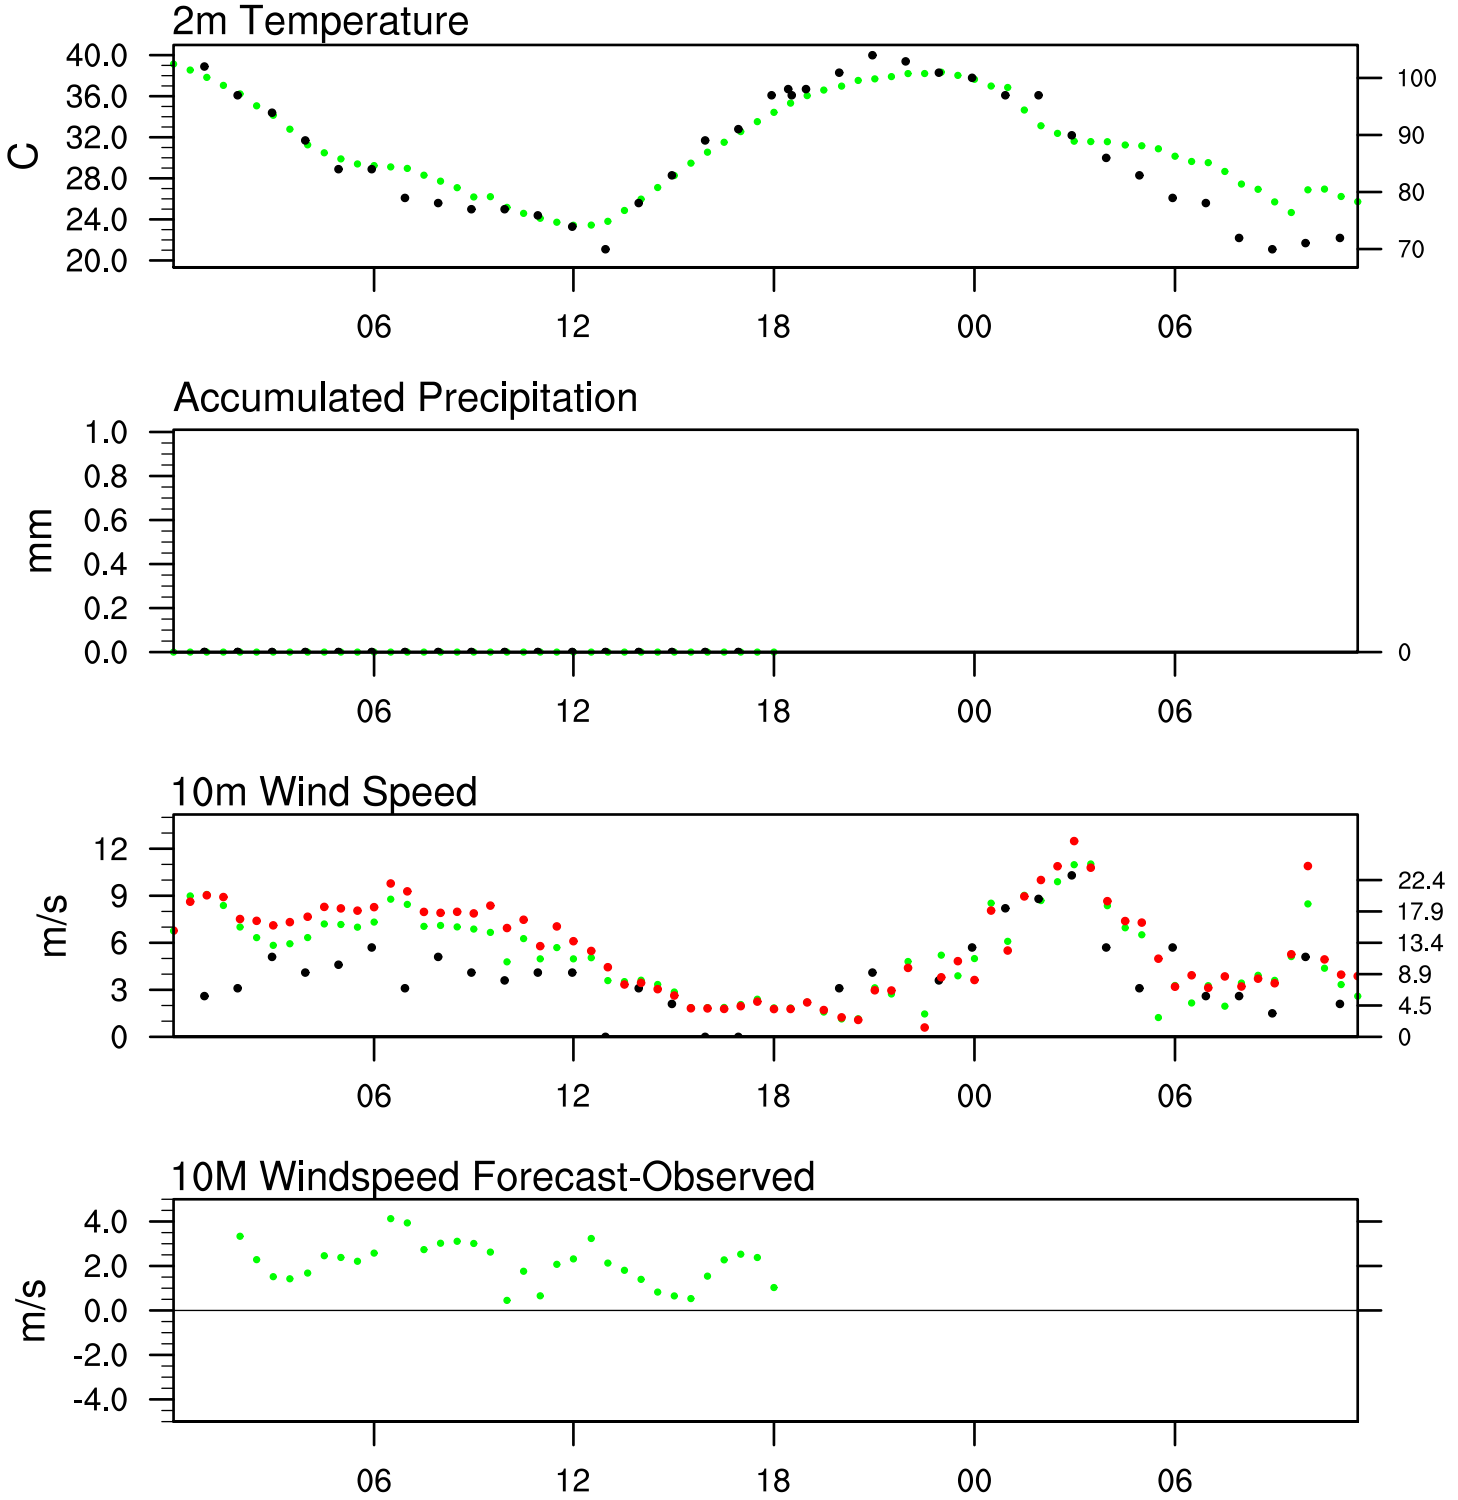 2m Temperature
40.0
36.0
32.0
28.0
24.0
20.0
C
100
90
80
70
06 12 18 00 06
Accumulated Precipitation
1.0
0.8
0.6
0.4
0.2
0.0
mm
0
06 12 18 00 06
10m Wind Speed
12
9
6
3
0
m/s
22.4
17.9
13.4
8.9
4.5
0
06 12 18 00 06
10M Windspeed Forecast-Observed
4.0
2.0
0.0
-2.0
-4.0
m/s
06 12 18 00 06